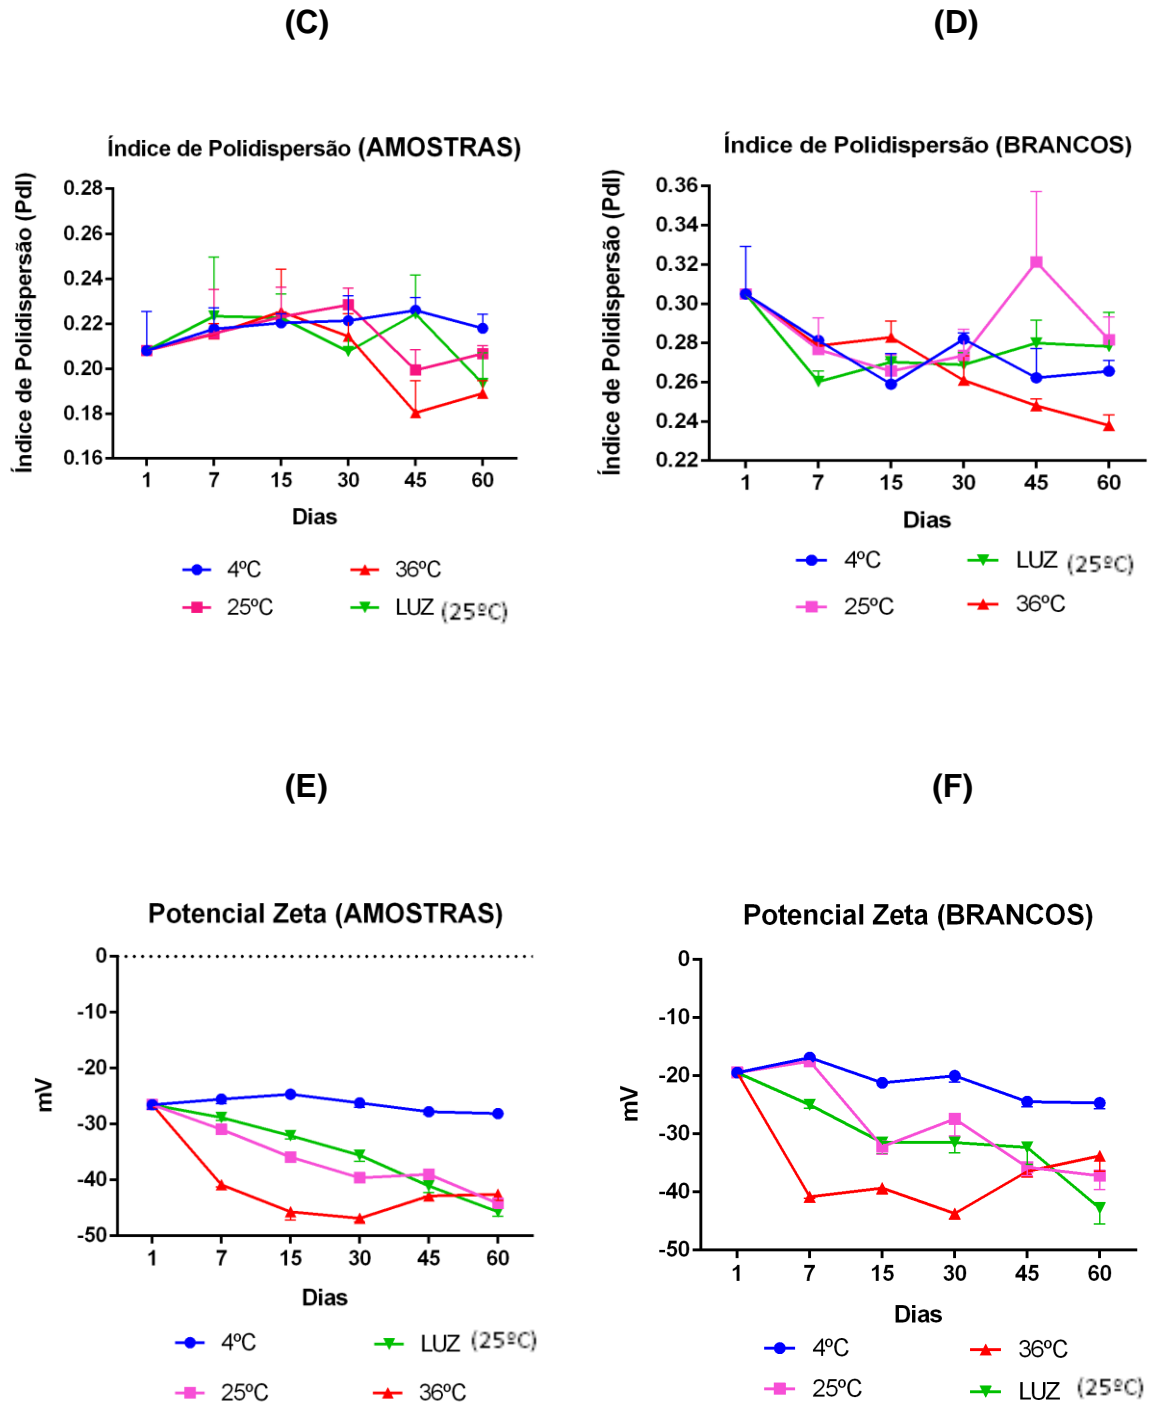 (C)
Índice de Polidispersão (AMOSTRAS)
Índice de Polidispersão (PdI)
0.28
0.26
0.24
0.22
0.20
0.18
0.16
1 7 15 30 45 60
Dias
4ºC
36ºC
25ºC
LUZ (25ºC)
(D)
Índice de Polidispersão (BRANCOS)
Índice de Polidispersão (PdI)
0.36
0.34
0.32
0.30
0.28
0.26
0.24
0.22
1 7 15 30 45 60
Dias
4ºC
LUZ (25ºC)
25ºC
36ºC
(E)
Potencial Zeta (AMOSTRAS)
mV
0
-10
-20
-30
-40
-50
1 7 15 30 45 60
Dias
4ºC
LUZ (25ºC)
25ºC
36ºC
(F)
Potencial Zeta (BRANCOS)
mV
0
-10
-20
-30
-40
-50
1 7 15 30 45 60
Dias
4ºC
36ºC
25ºC
LUZ (25ºC)